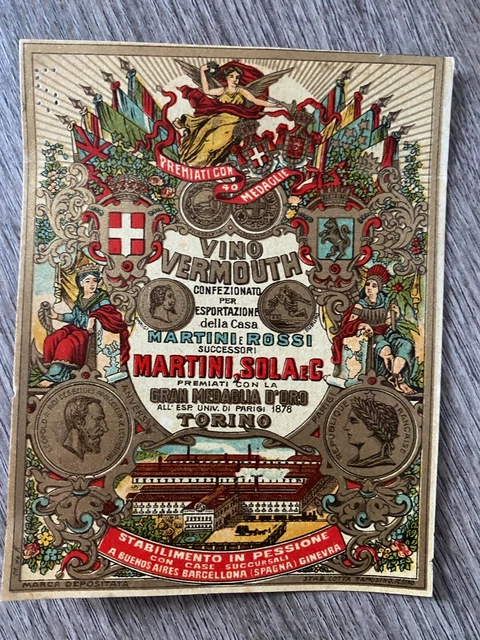 PREMIATI CON
40
MEDAGLIE
VINO
VERMOUTH
CONFEZIONATO
PER
ESPORTAZIONE
della Casa
MARTINI E ROSSI
SUCCESSORI
MARTINI, SOLA E C.
PREMIATI CON LA
GRAN MEDAGLIA D'ORO
ALL' ESP. UNIV. DI PARIGI 1878
TORINO
REPUBLIQUE
FRANÇAISE
STABILIMENTO IN PESSIONE
CON CASE SUCCURSALI
A BUENOS AIRES BARCELLONA (SPAGNA) GINEVRA
MARCA DEPOSITATA